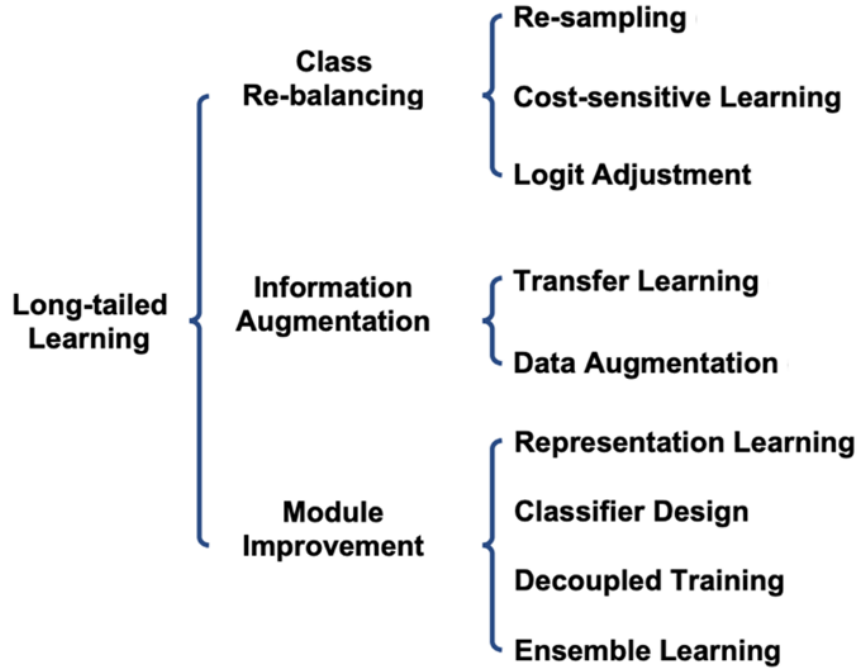 Long-tailed
Learning
Class
Re-balancing
Re-sampling
Cost-sensitive Learning
Logit Adjustment
Information
Augmentation
Transfer Learning
Data Augmentation
Module
Improvement
Representation Learning
Classifier Design
Decoupled Training
Ensemble Learning